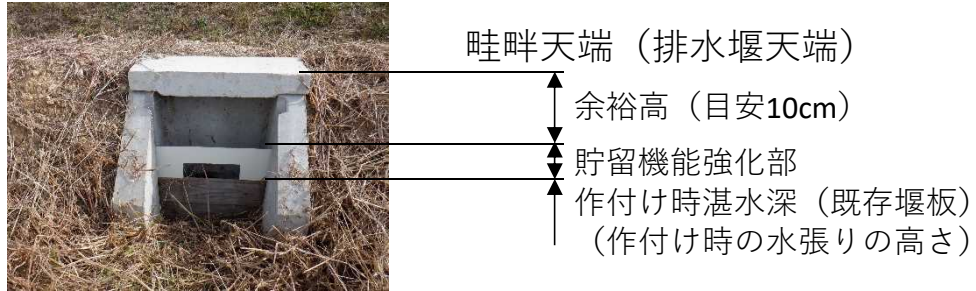 畦畔天端（排水堰天端）
余裕高（目安10cm）
貯留機能強化部
作付け時湛水深（既存堰板）
（作付け時の水張りの高さ）